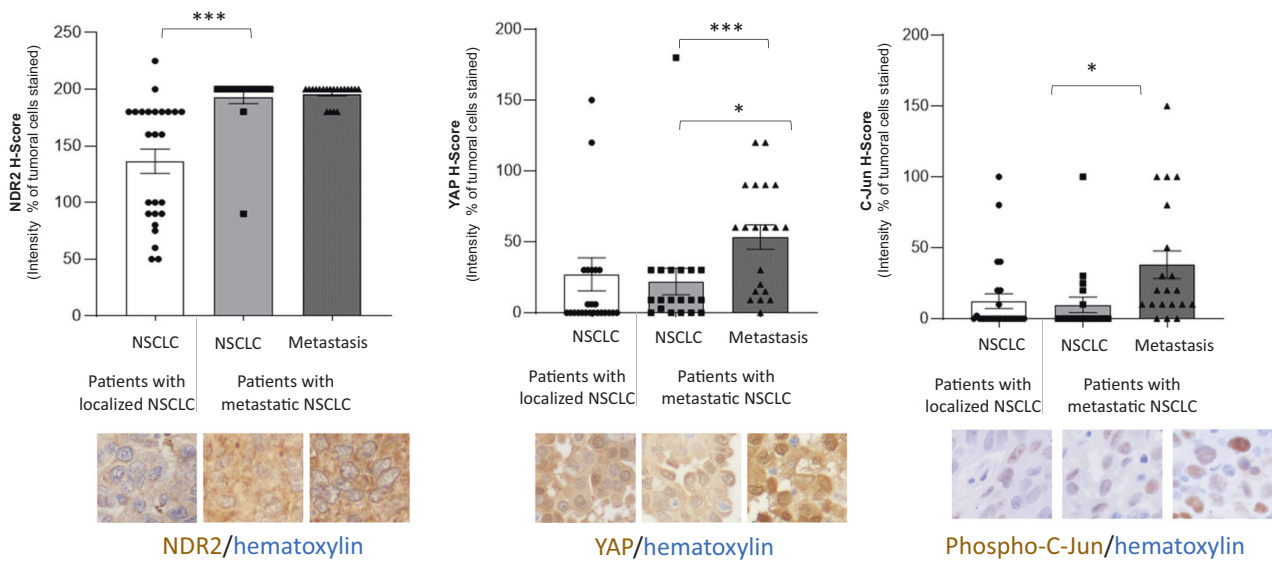 NDR2 H-Score
(Intensity % of tumoral cells stained)
250
200
150
100
50
0
***
NSCLC
NSCLC
Metastasis
Patients with
localized NSCLC
Patients with
metastatic NSCLC
NDR2/hematoxylin
YAP H-Score
(Intensity % of tumoral cells stained)
200
150
100
50
0
***
*
NSCLC
NSCLC
Metastasis
Patients with
localized NSCLC
Patients with
metastatic NSCLC
YAP/hematoxylin
C-Jun H-Score
(Intensity % of tumoral cells stained)
200
150
100
50
0
*
NSCLC
NSCLC
Metastasis
Patients with
localized NSCLC
Patients with
metastatic NSCLC
Phospho-C-Jun/hematoxylin